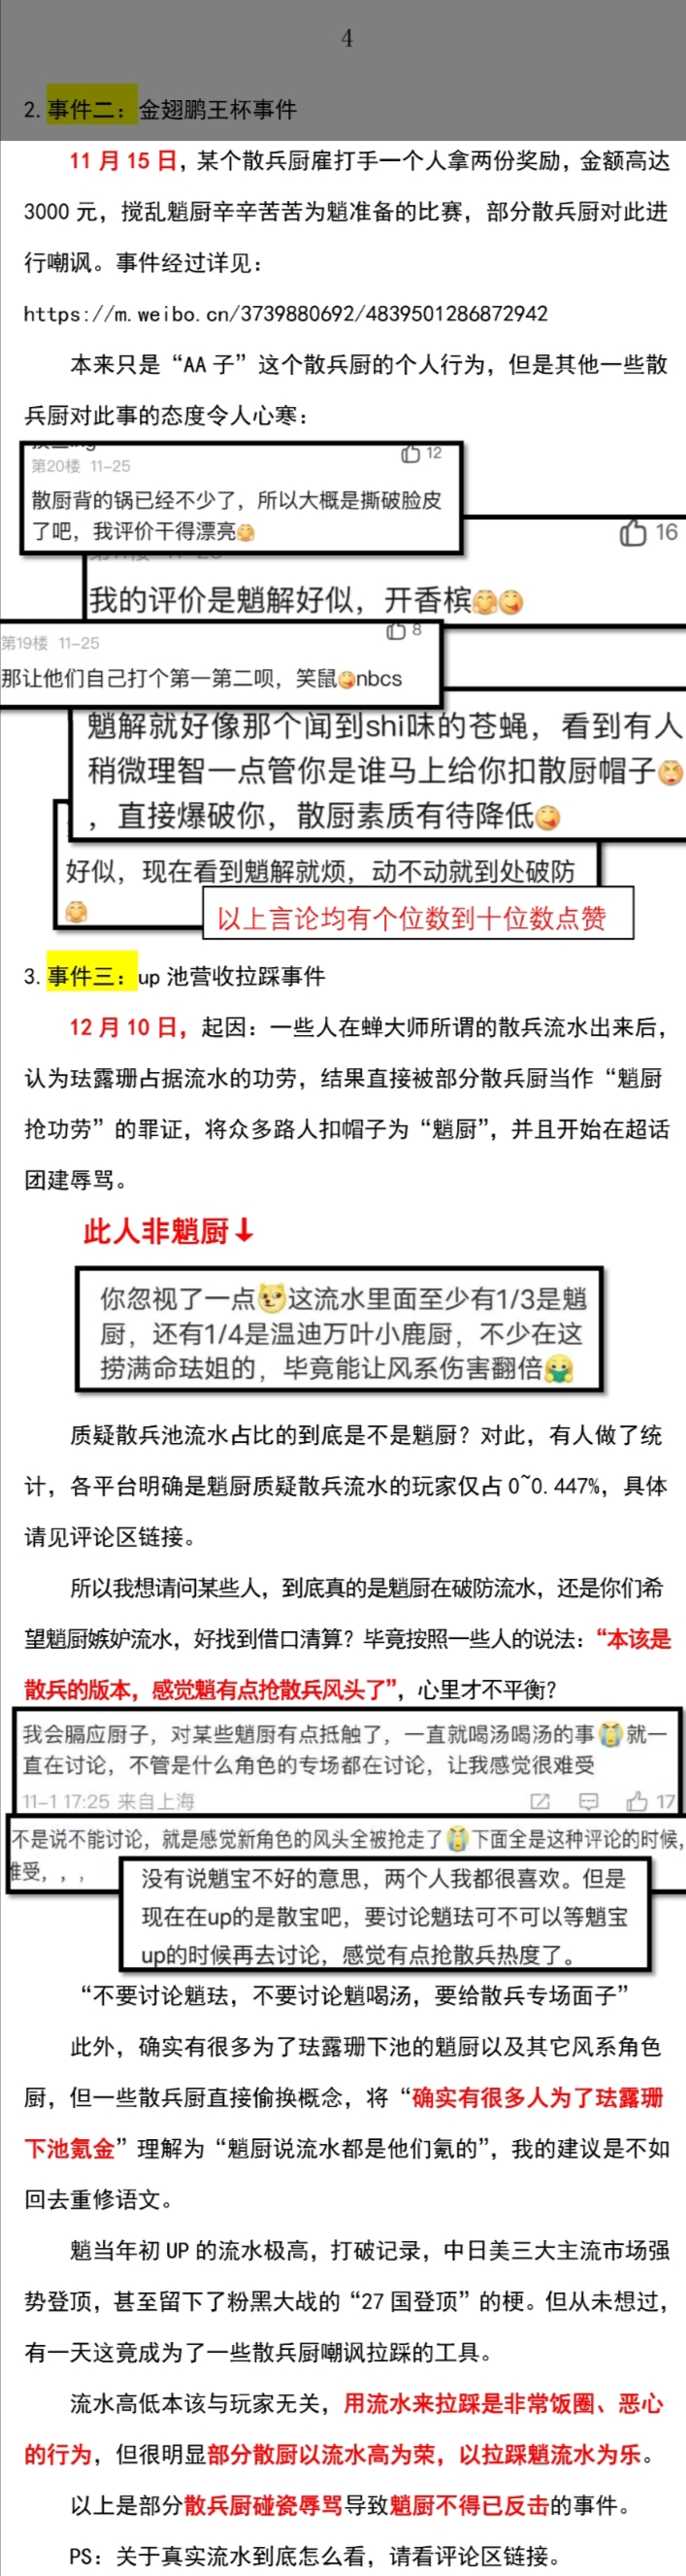 4
2. 事件二：金翅鹏王杯事件
11月15日，某个散兵厨雇打手一个人拿两份奖励，金额高达
3000元，搅乱魈厨辛辛苦苦为魈准备的比赛，部分散兵厨对此进
行嘲讽。事件经过详见：
https://m.weibo.cn/3739880692/4839501286872942
本来只是“AA子”这个散兵厨的个人行为，但是其他一些散
兵厨对此事的态度令人心寒：
12
第20楼 11-25
散厨背的锅已经不少了，所以大概是撕破脸皮
了吧，我评价干得漂亮🤗
16
我的评价是魈解好似，开香槟🤗😋
8
第19楼 11-25
那让他们自己打个第一第二呗，笑鼠😋nbcs
魈解就好像那个闻到shi味的苍蝇，看到有人
稍微理智一点管你是谁马上给你扣散厨帽子😆
，直接爆破你，散厨素质有待降低😋
好似，现在看到魈解就烦，动不动就到处破防
🤗
以上言论均有个位数到十位数点赞
3. 事件三：up池营收拉踩事件
12月10日，起因：一些人在蝉大师所谓的散兵流水出来后，
认为珐露珊占据流水的功劳，结果直接被部分散兵厨当作“魈厨
抢功劳”的罪证，将众多路人扣帽子为“魈厨”，并且开始在超话
团建辱骂。
此人非魈厨↓
你忽视了一点🐶这流水里面至少有1/3是魈
厨，还有1/4是温迪万叶小鹿厨，不少在这
捞满命珐姐的，毕竟能让风系伤害翻倍🤗
质疑散兵池流水占比的到底是不是魈厨？对此，有人做了统
计，各平台明确是魈厨质疑散兵流水的玩家仅占0~0.447%，具体
请见评论区链接。
所以我想请问某些人，到底真的是魈厨在破防流水，还是你们希
望魈厨嫉妒流水，好找到借口清算？毕竟按照一些人的说法：“本该是
散兵的版本，感觉魈有点抢散兵风头了”，心里才不平衡？
我会膈应厨子，对某些魈厨有点抵触了，一直就喝汤喝汤的事😭就一
直在讨论，不管是什么角色的专场都在讨论，让我感觉很难受
11-1 17:25 来自上海
17
不是说不能讨论，就是感觉新角色的风头全被抢走了😭下面全是这种评论的时候，
难受，，，
没有说魈宝不好的意思，两个人我都很喜欢。但是
现在在up的是散宝吧，要讨论魈珐可不可以等魈宝
up的时候再去讨论，感觉有点抢散兵热度了。
“不要讨论魈珐，不要讨论魈喝汤，要给散兵专场面子”
此外，确实有很多为了珐露珊下池的魈厨以及其它风系角色
厨，但一些散兵厨直接偷换概念，将“确实有很多人为了珐露珊
下池氪金”理解为“魈厨说流水都是他们氪的”，我的建议是不如
回去重修语文。
魈当年初UP的流水极高，打破记录，中日美三大主流市场强
势登顶，甚至留下了粉黑大战的“27国登顶”的梗。但从未想过，
有一天这竟成为了一些散兵厨嘲讽拉踩的工具。
流水高低本该与玩家无关，用流水来拉踩是非常饭圈、恶心
的行为，但很明显部分散厨以流水高为荣，以拉踩魈流水为乐。
以上是部分散兵厨碰瓷辱骂导致魈厨不得已反击的事件。
PS：关于真实流水到底怎么看，请看评论区链接。